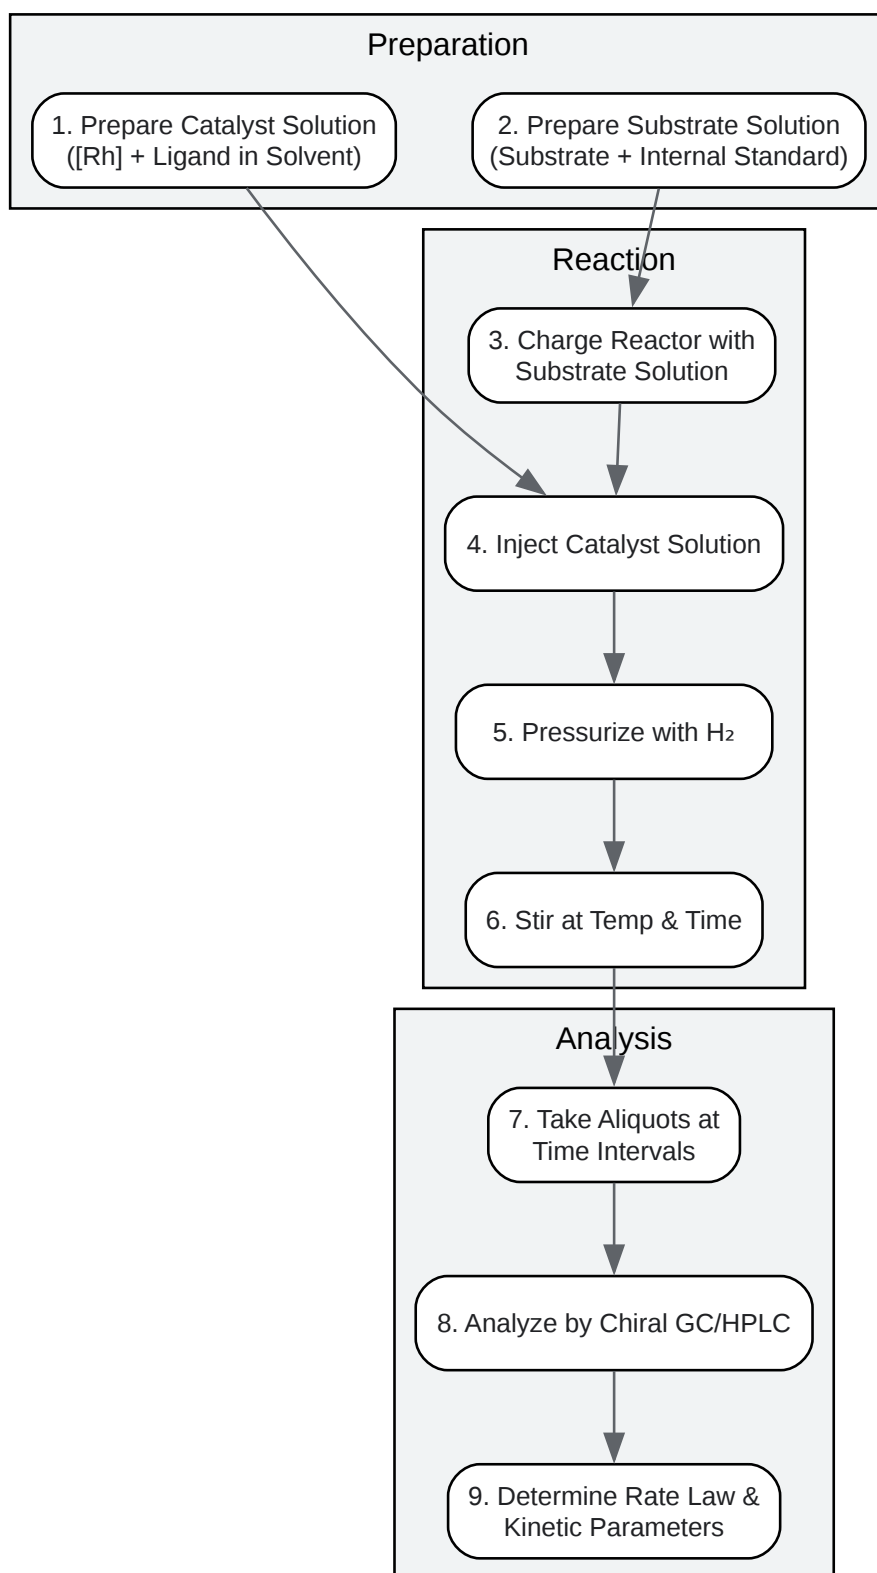 Preparation
1. Prepare Catalyst Solution
([Rh] + Ligand in Solvent)
2. Prepare Substrate Solution
(Substrate + Internal Standard)
Reaction
3. Charge Reactor with
Substrate Solution
4. Inject Catalyst Solution
5. Pressurize with H₂
6. Stir at Temp & Time
Analysis
7. Take Aliquots at
Time Intervals
8. Analyze by Chiral GC/HPLC
9. Determine Rate Law &
Kinetic Parameters